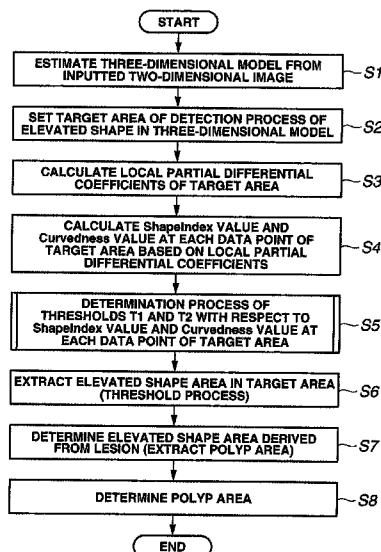 START
ESTIMATE THREE-DIMENSIONAL MODEL FROM
INPUTTED TWO-DIMENSIONAL IMAGE
S1
SET TARGET AREA OF DETECTION PROCESS OF
ELEVATED SHAPE IN THREE-DIMENSIONAL MODEL
S2
CALCULATE LOCAL PARTIAL DIFFERENTIAL
COEFFICIENTS OF TARGET AREA
S3
CALCULATE ShapeIndex VALUE AND
Curvedness VALUE AT EACH DATA POINT OF
TARGET AREA BASED ON LOCAL PARTIAL
DIFFERENTIAL COEFFICIENTS
S4
DETERMINATION PROCESS OF
THRESHOLDS T1 AND T2 WITH RESPECT TO
ShapeIndex VALUE AND Curvedness VALUE AT
EACH DATA POINT OF TARGET AREA
S5
EXTRACT ELEVATED SHAPE AREA IN TARGET AREA
(THRESHOLD PROCESS)
S6
DETERMINE ELEVATED SHAPE AREA DERIVED
FROM LESION (EXTRACT POLYP AREA)
S7
DETERMINE POLYP AREA
S8
END